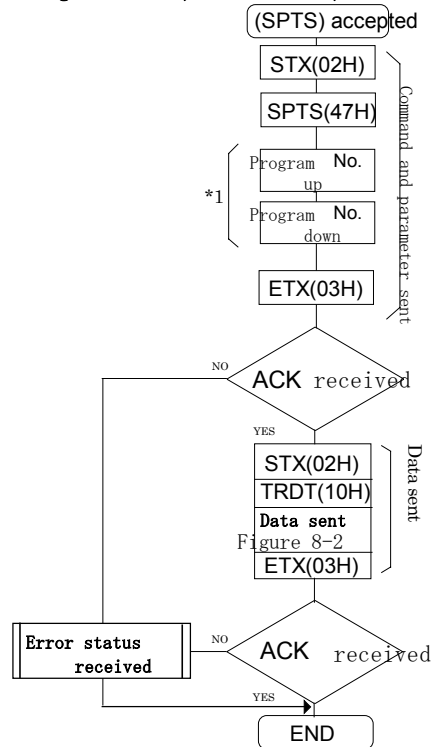 (SPTS) accepted
STX(02H)
SPTS(47H)
Program No.
up
*1
Program No.
down
ETX(03H)
Command and parameter sent
NO
ACK received
YES
STX(02H)
TRDT(10H)
Data sent
Figure 8-2
ETX(03H)
Data sent
Error status
received
NO
ACK received
YES
END